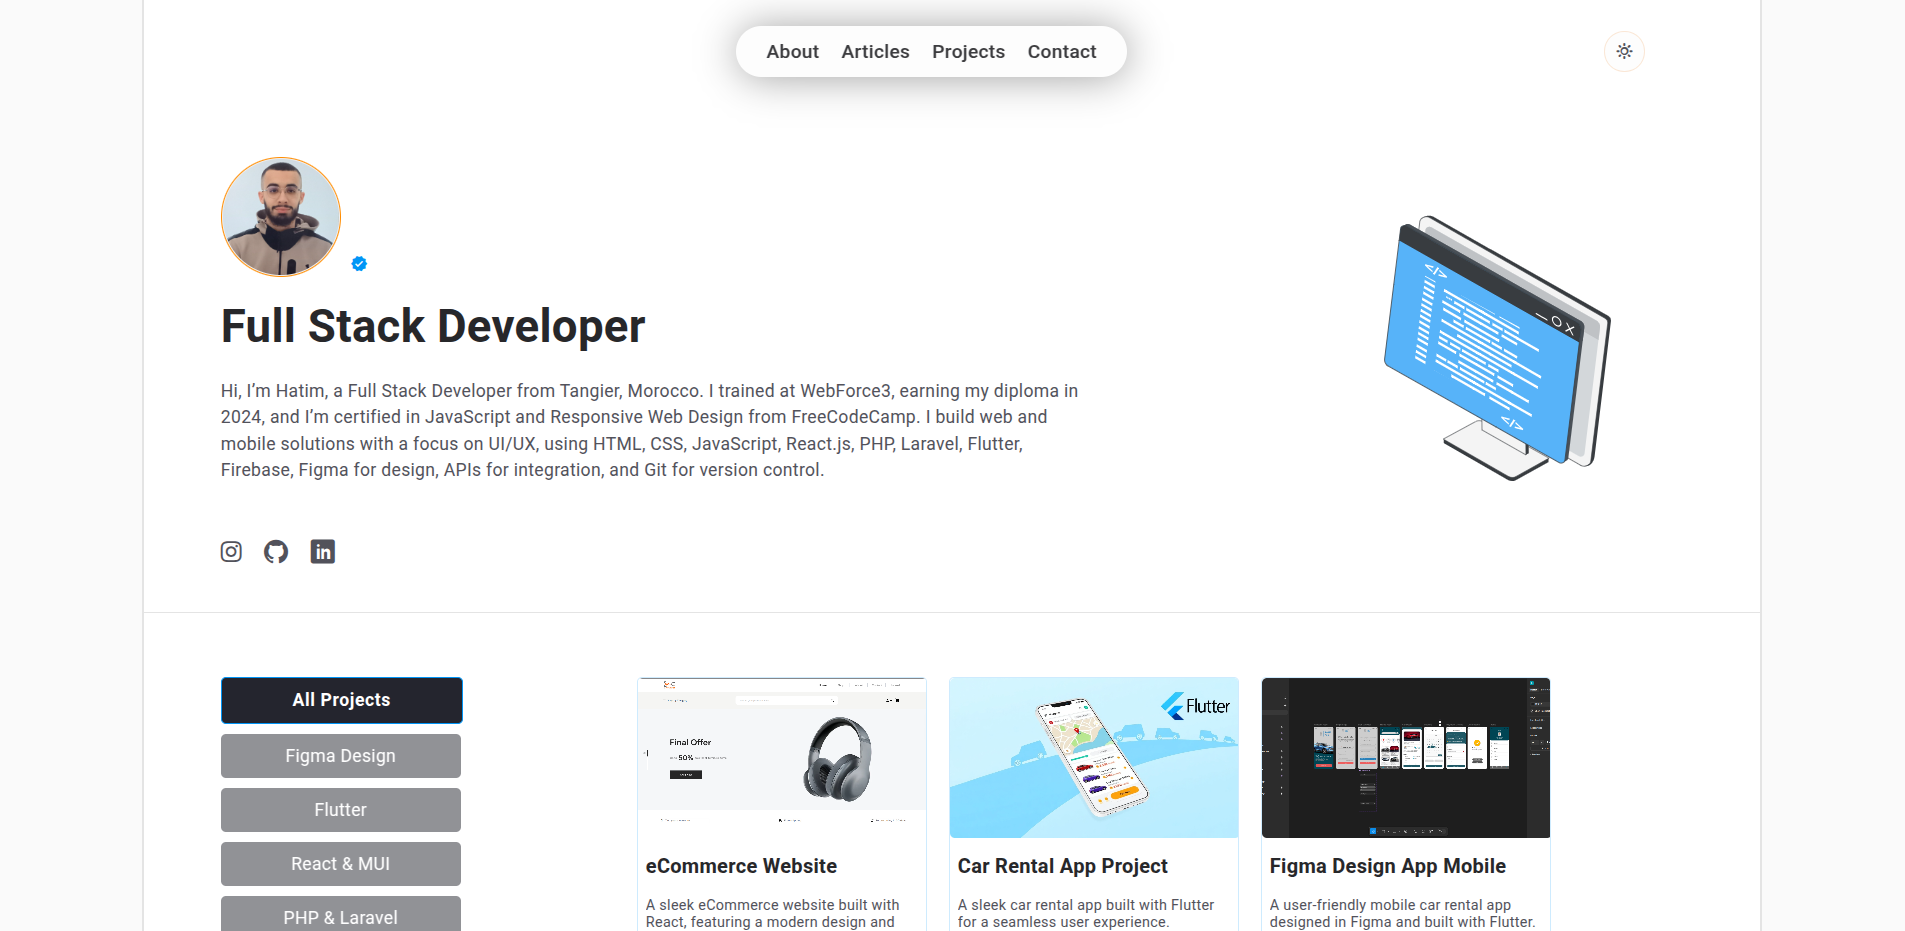 About Articles Projects Contact
Full Stack Developer
Hi, I’m Hatim, a Full Stack Developer from Tangier, Morocco. I trained at WebForce3, earning my diploma in
2024, and I’m certified in JavaScript and Responsive Web Design from FreeCodeCamp. I build web and
mobile solutions with a focus on UI/UX, using HTML, CSS, JavaScript, React.js, PHP, Laravel, Flutter,
Firebase, Figma for design, APIs for integration, and Git for version control.
All Projects
Figma Design
Flutter
React & MUI
PHP & Laravel
Final Offer
50%
eCommerce Website
A sleek eCommerce website built with
React, featuring a modern design and
Flutter
Car Rental App Project
A sleek car rental app built with Flutter
for a seamless user experience.
Figma Design App Mobile
A user-friendly mobile car rental app
designed in Figma and built with Flutter.